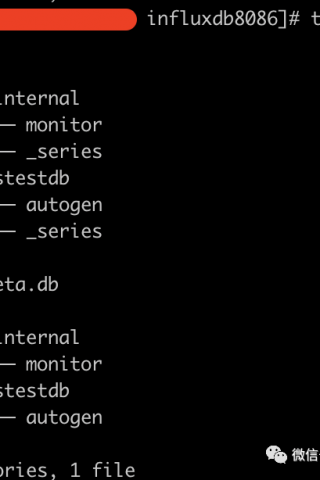 influxdb8086]# t
internal
── monitor
── _series
stestdb
── autogen
── _series
eta.db
internal
── monitor
stestdb
── autogen
ories, 1 file
微信